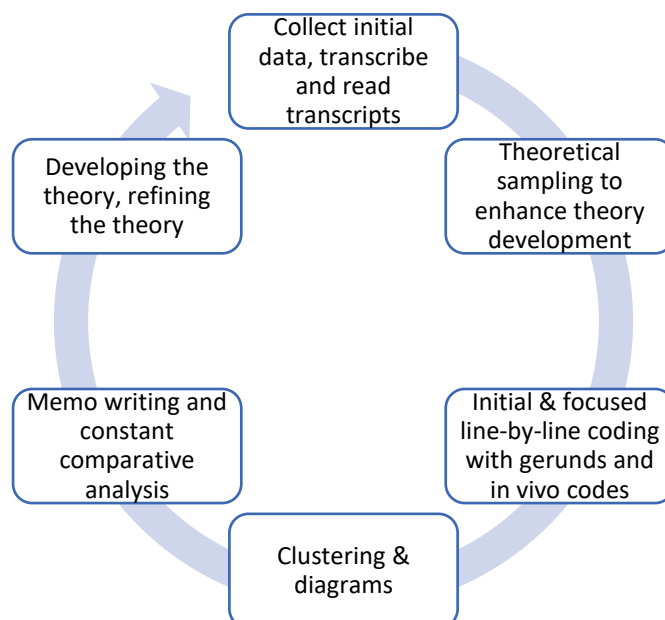 Collect initial
data, transcribe
and read
transcripts
Theoretical
sampling to
enhance theory
development
Initial & focused
line-by-line coding
with gerunds and
in vivo codes
Clustering &
diagrams
Memo writing and
constant
comparative
analysis
Developing the
theory, refining
the theory